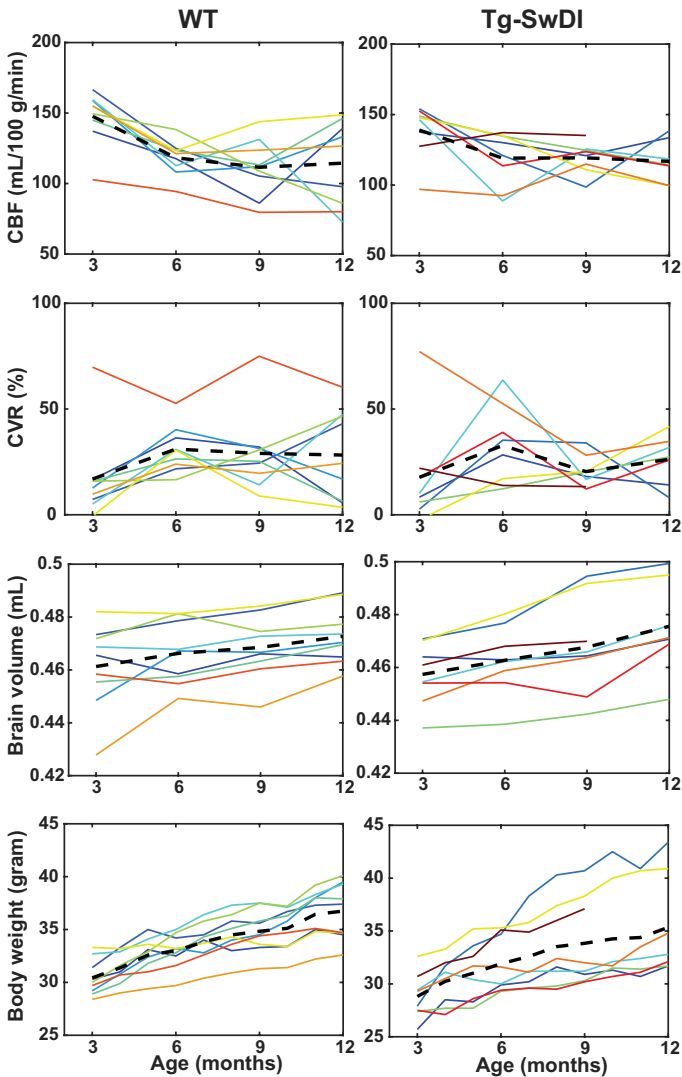 WT Tg-SwDI
CBF (mL/100 g/min)
200 200
150 150
100 100
50 50
3 6 9 12 3 6 9 12
CVR (%)
100 100
50 50
0 0
3 6 9 12 3 6 9 12
Brain volume (mL)
0.5 0.5
0.48 0.48
0.46 0.46
0.44 0.44
0.42 0.42
3 6 9 12 3 6 9 12
Body weight (gram)
45 45
40 40
35 35
30 30
25 25
3 6 9 12 3 6 9 12
Age (months) Age (months)